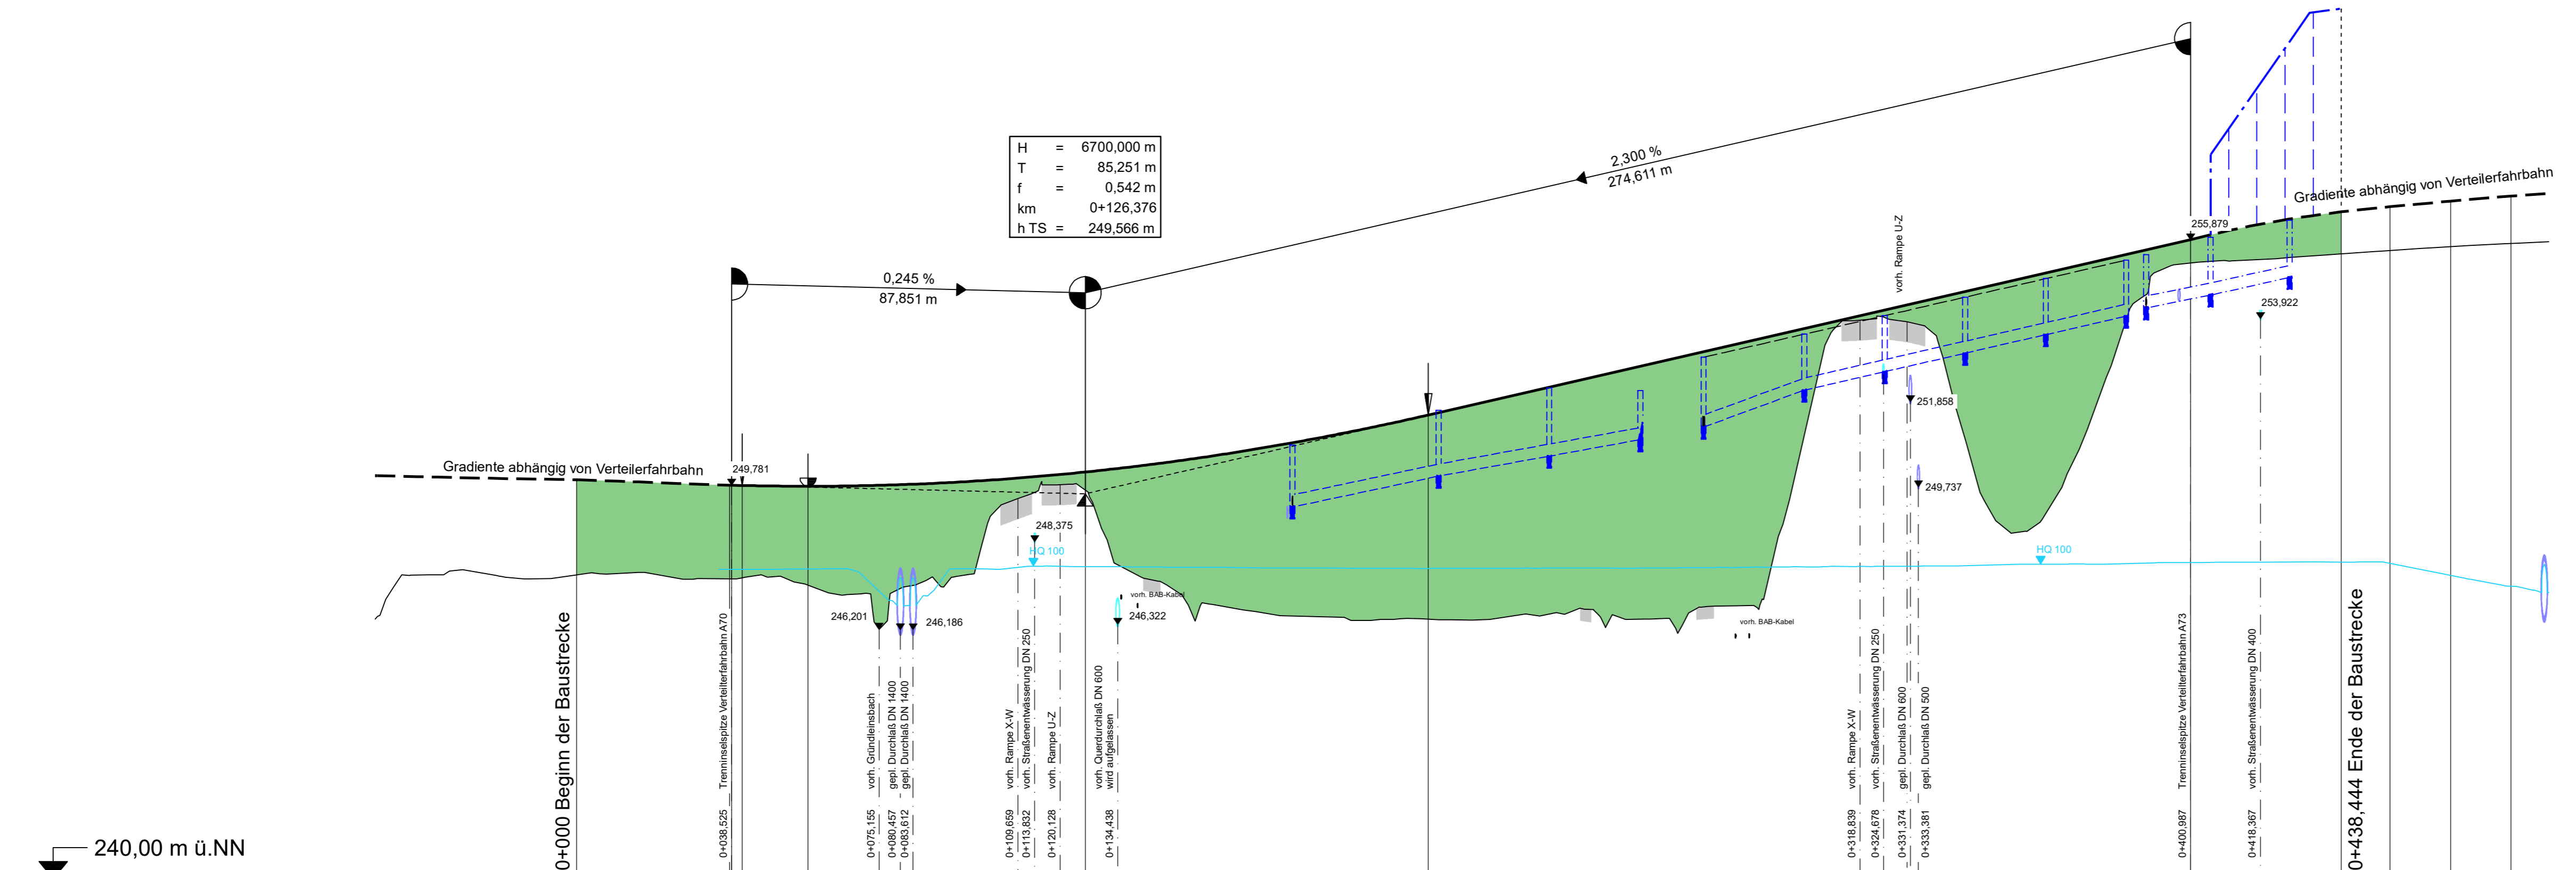 H = 6700,000 m
T = 85,251 m
f = 0,542 m
km 0+126,376
h TS = 249,566 m
2,300 %
274,611 m
0,245 %
87,851 m
Gradiente abhängig von Verteilerfahrbahn
vorh. Rampe U-Z
255,879
253,922
251,858
249,737
Gradiente abhängig von Verteilerfahrbahn
249,781
248,375
HQ 100
HQ 100
246,201
246,186
246,322
vorh. BAB-Kabel
vorh. BAB-Kabel
0+000 Beginn der Baustrecke
0+038,525 Trenninselspitze Verteilterfahrbahn A70
0+075,155 vorh. Gründleinsbach
0+080,457 gepl. Durchlaß DN 1400
0+083,612 gepl. Durchlaß DN 1400
0+109,659 vorh. Rampe X-W
0+113,832 vorh. Straßenentwässerung DN 250
0+120,128 vorh. Rampe U-Z
0+134,438 vorh. Querdurchlaß DN 600
wird aufgelassen
0+318,839 vorh. Rampe X-W
0+324,678 vorh. Straßenentwässerung DN 250
0+331,374 gepl. Durchlaß DN 600
0+333,381 gepl. Durchlaß DN 500
0+400,987 Trenninselspitze Verteilterfahrbahn A73
0+418,367 vorh. Straßenentwässerung DN 400
0+438,444 Ende der Baustrecke
240,00 m ü.NN